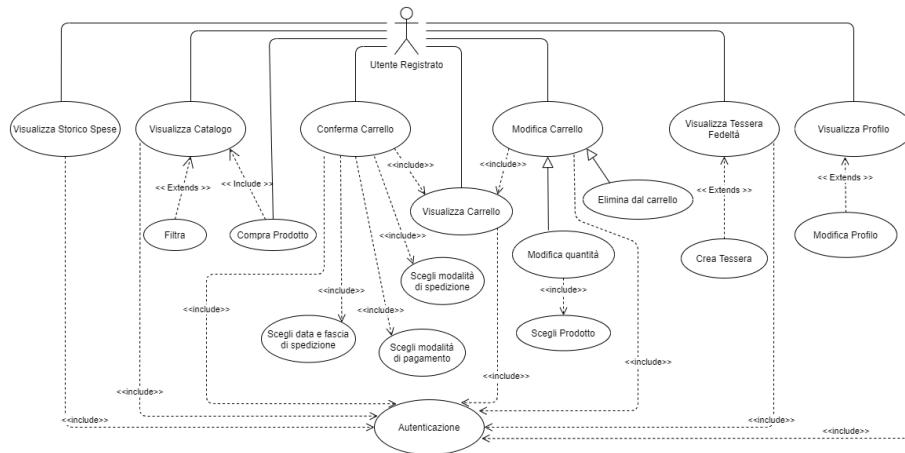 Utente Registrato
Visualizza Storico Spese
Visualizza Catalogo
Conferma Carrello
Modifica Carrello
Visualizza Tessera
Fedeltá
Visualizza Profilo
<<include>>
<<include>>
<< Extends >>
<< Include >>
<< Extends >>
<< Extends >>
Elimina dal carrello
Visualizza Carrello
Filtra
Compra Prodotto
<<include>>
<<include>>
Modifica quantità
Crea Tessera
Modifica Profilo
Scegli modalità
di spedizione
<<include>>
<<include>>
<<include>>
<<include>>
Scegli data e fascia
di spedizione
Scegli Prodotto
Scegli modalità
di pagamento
<<include>>
<<include>>
<<include>>
<<include>>
<<include>>
<<include>>
Autenticazione